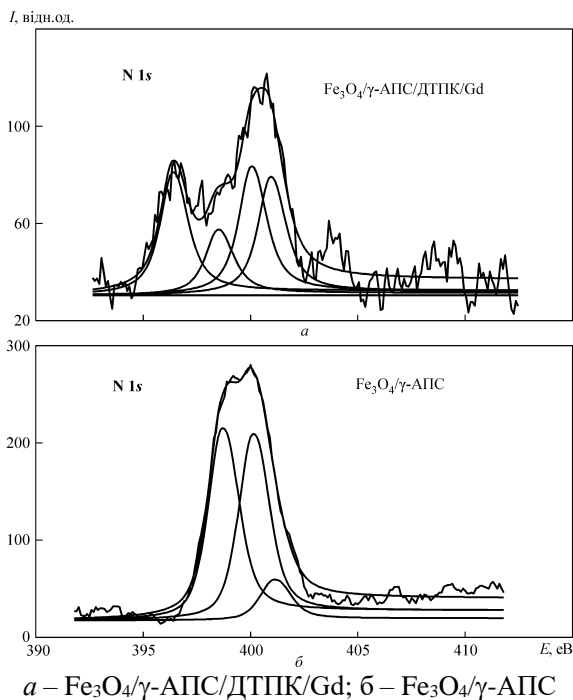 I, відн.од.
N 1s
Fe₃O₄/γ-АПС/ДТПК/Gd
100
60
20
а
300
N 1s
Fe₃O₄/γ-АПС
200
100
0
390 395 400 405 410 E, еВ
б
а – Fe₃O₄/γ-АПС/ДТПК/Gd; б – Fe₃O₄/γ-АПС